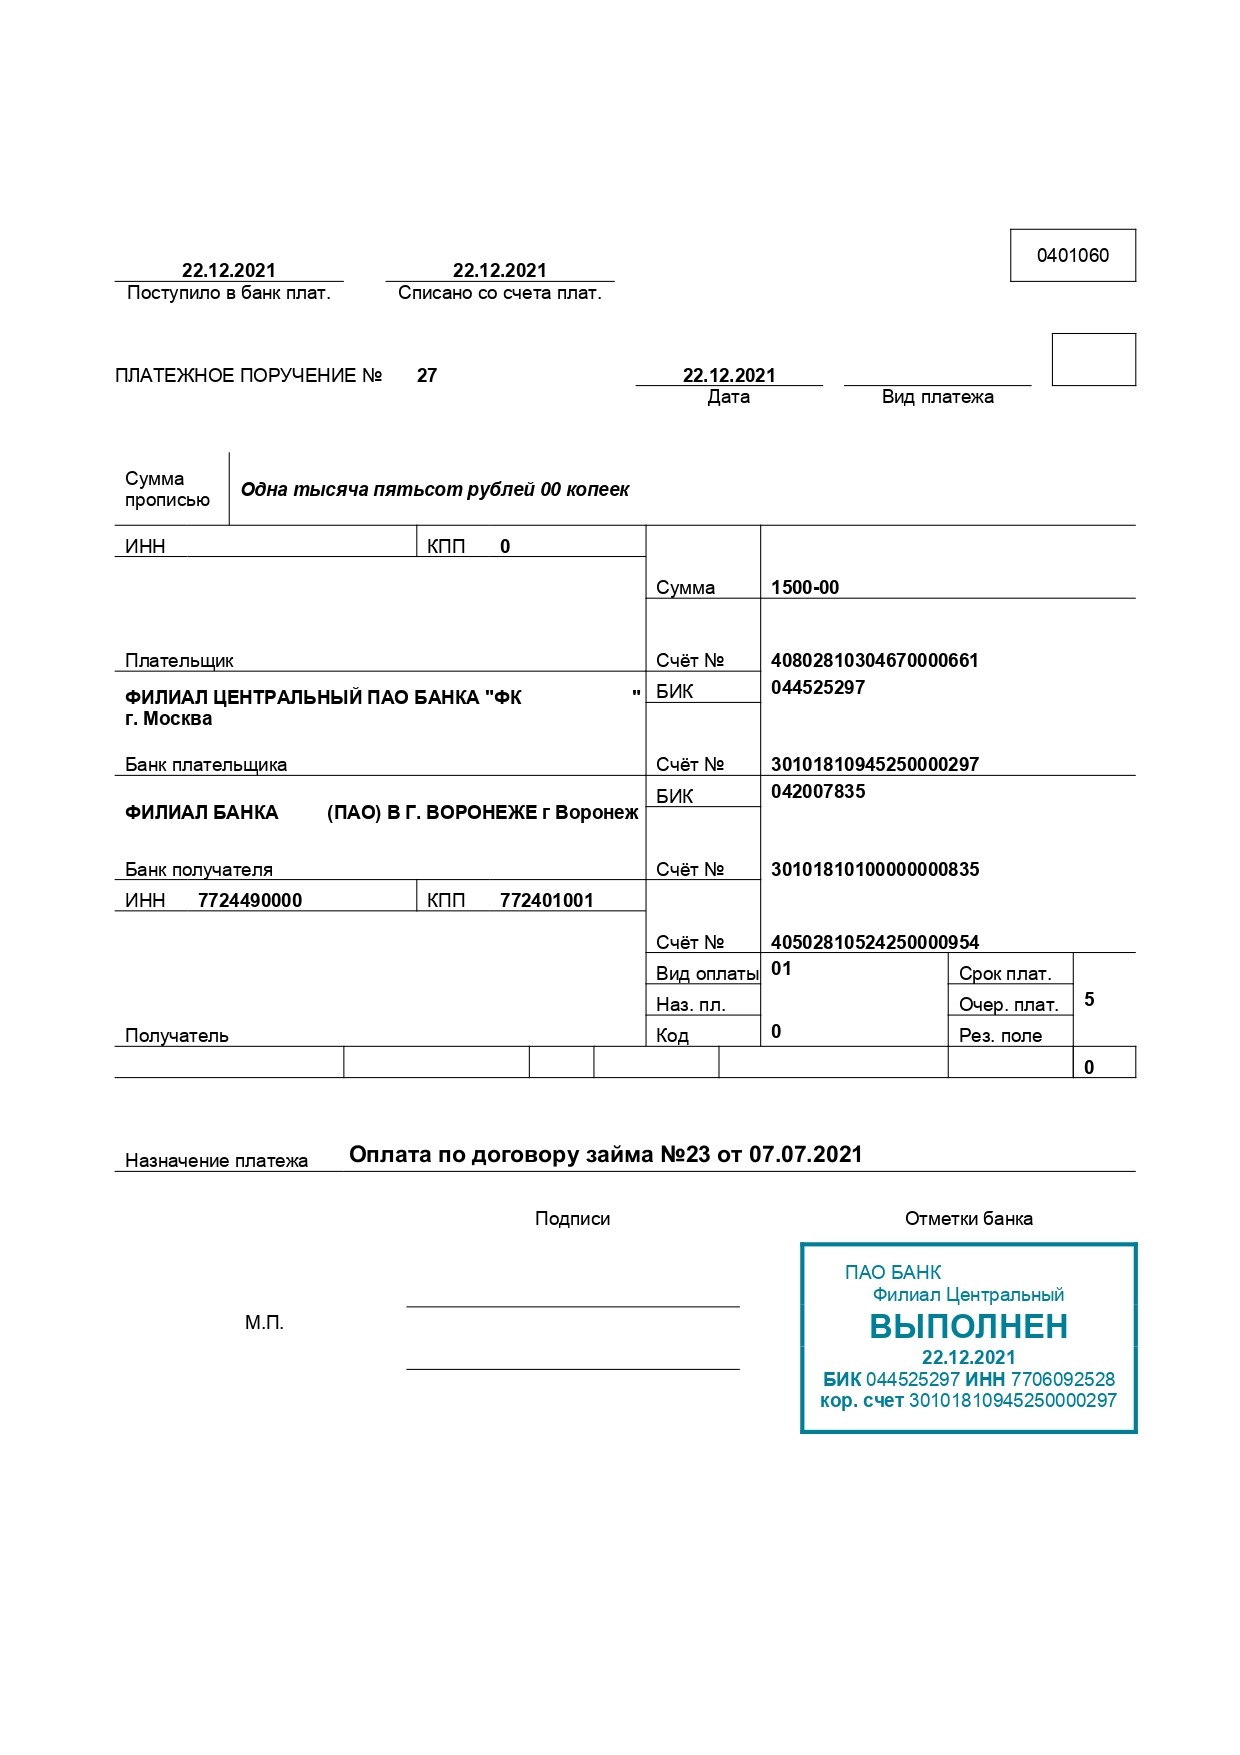 0401060
22.12.2021 22.12.2021
Поступило в банк плат. Списано со счета плат.
ПЛАТЕЖНОЕ ПОРУЧЕНИЕ № 27 22.12.2021
Дата Вид платежа
Сумма
прописью
Одна тысяча пятьсот рублей 00 копеек
ИНН КПП 0
Сумма 1500-00
Плательщик Счёт № 40802810304670000661
ФИЛИАЛ ЦЕНТРАЛЬНЫЙ ПАО БАНКА "ФК " БИК 044525297
г. Москва
Банк плательщика Счёт № 30101810945250000297
БИК 042007835
ФИЛИАЛ БАНКА (ПАО) В Г. ВОРОНЕЖЕ г Воронеж
Банк получателя Счёт № 30101810100000000835
ИНН 7724490000 КПП 772401001
Счёт № 40502810524250000954
Вид оплаты 01 Срок плат.
Наз. пл. Очер. плат. 5
Получатель Код 0 Рез. поле
0
Назначение платежа Оплата по договору займа №23 от 07.07.2021
Подписи Отметки банка
ПАО БАНК
Филиал Центральный
М.П.
ВЫПОЛНЕН
22.12.2021
БИК 044525297 ИНН 7706092528
кор. счет 30101810945250000297